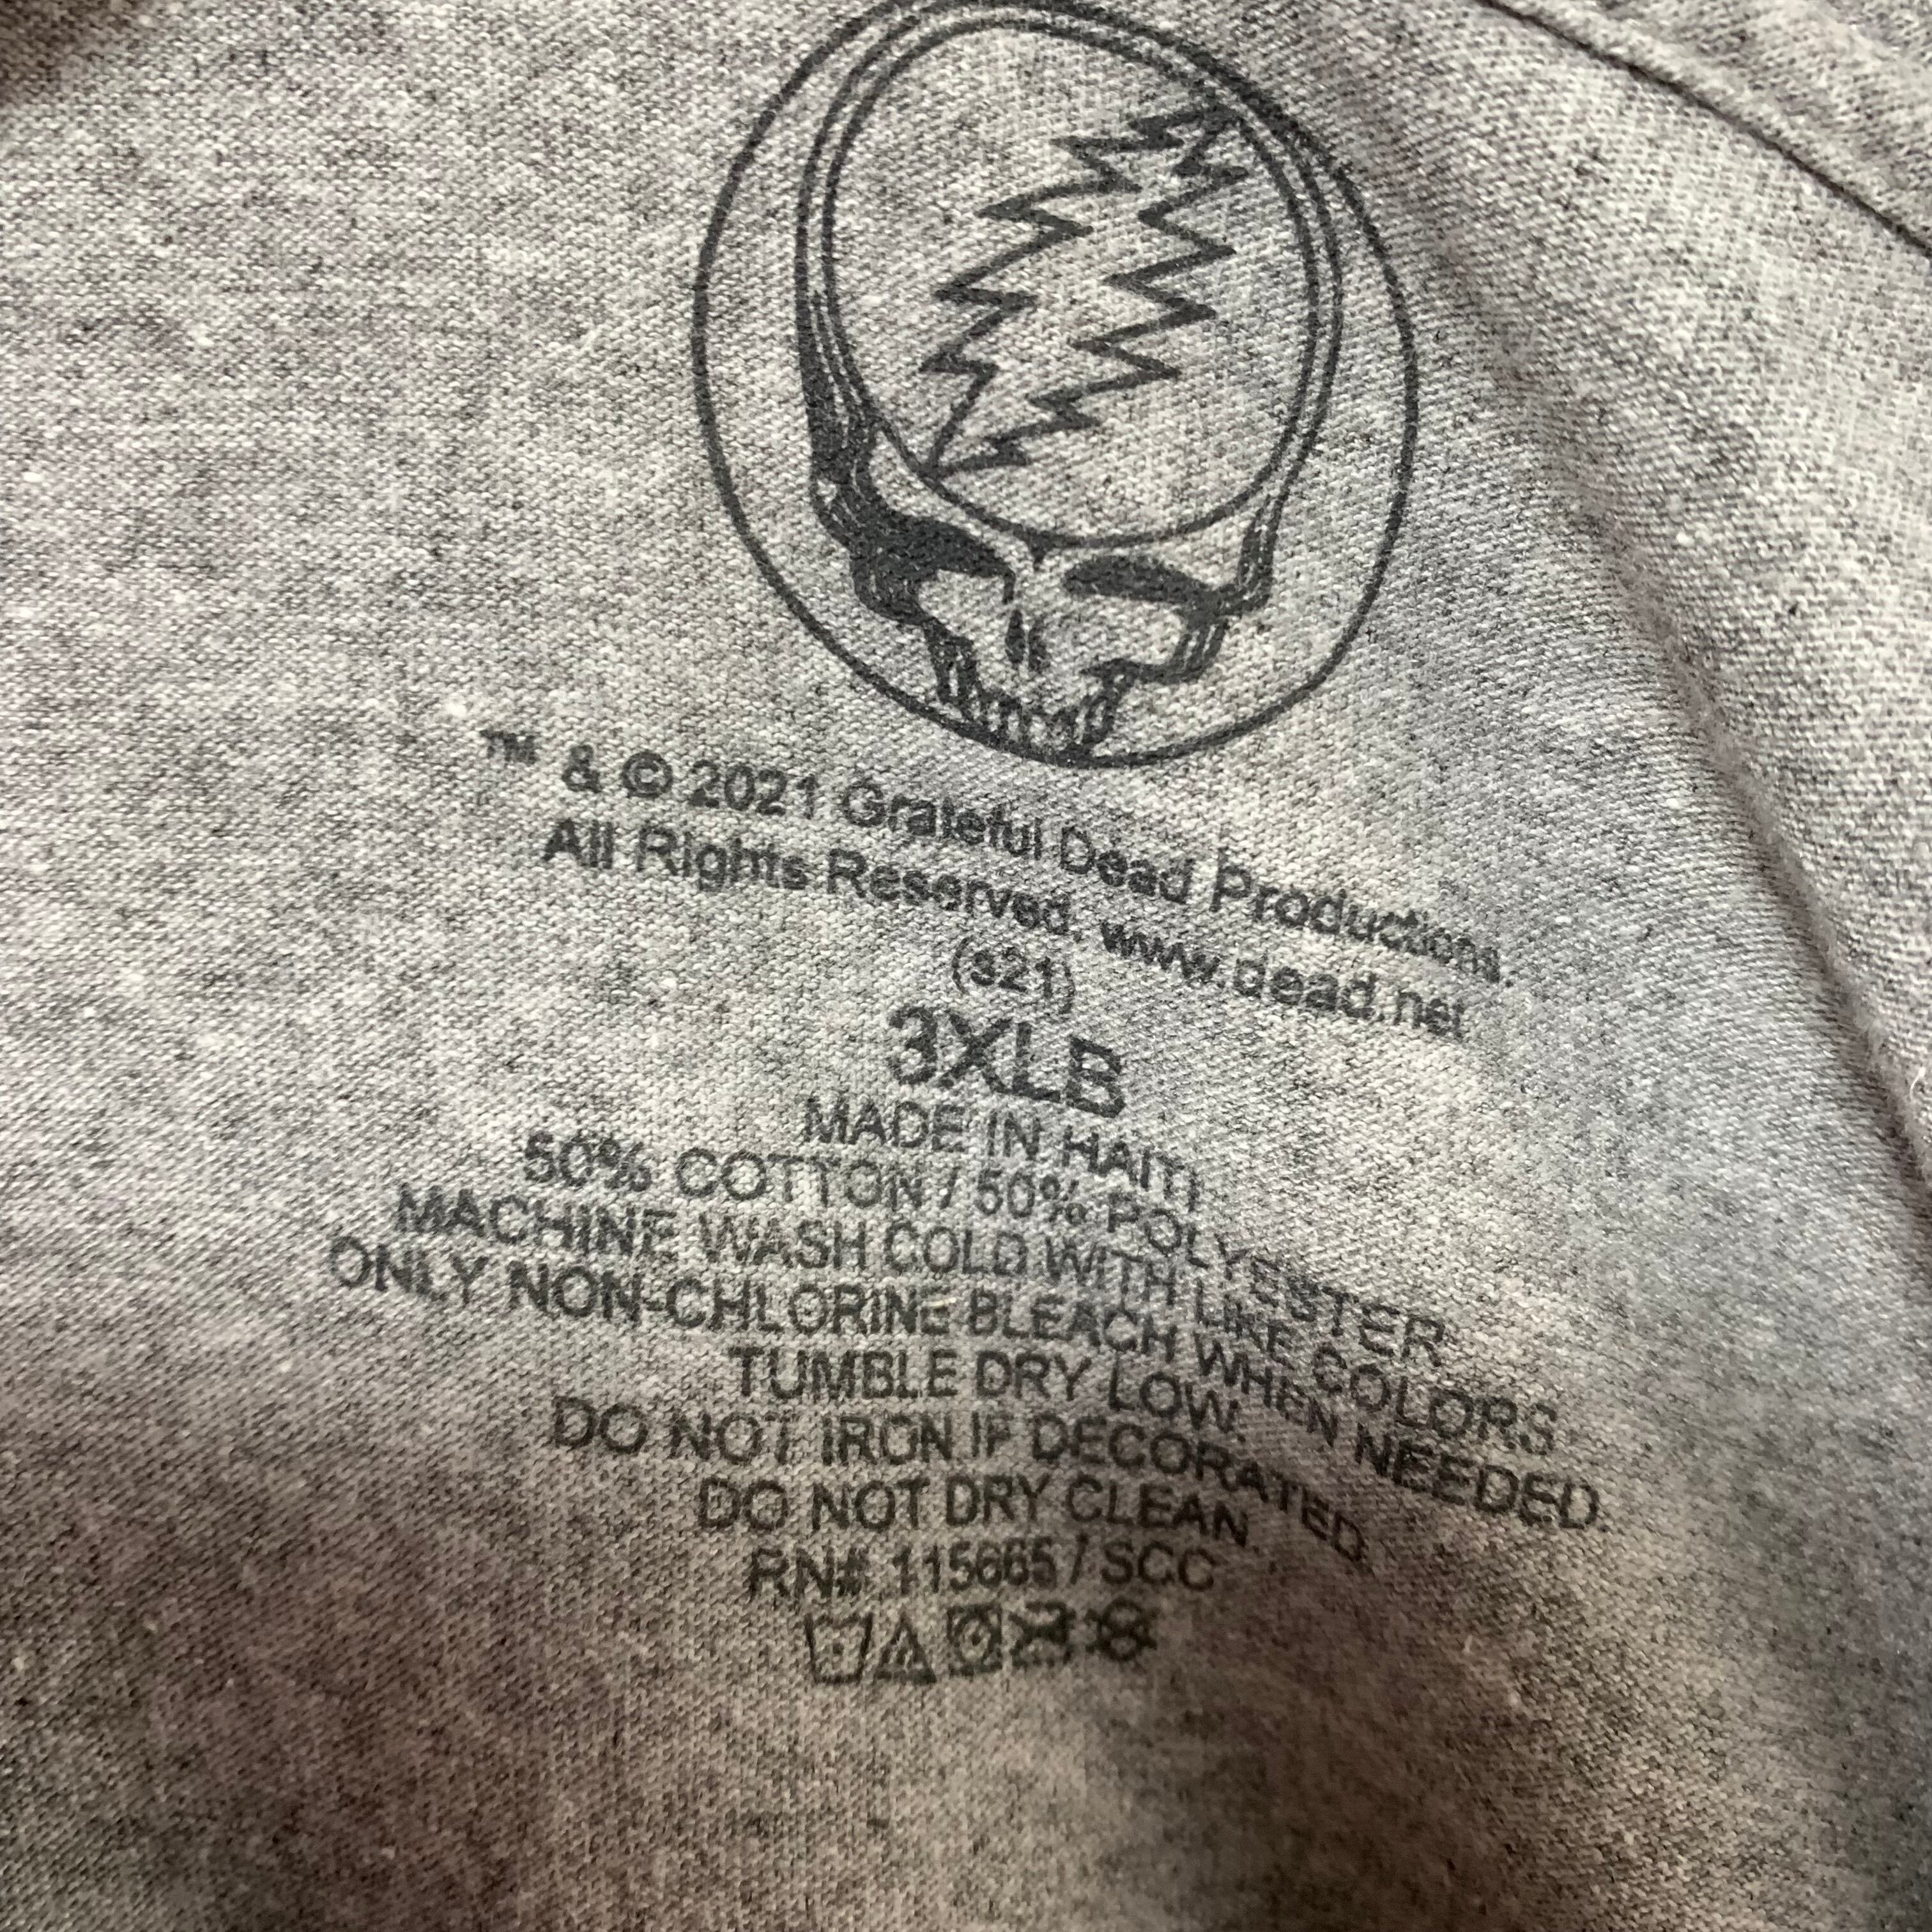 ™ & © 2021 Grateful Dead Productions.
All Rights Reserved. www.dead.net
(s21)
3XLB
MADE IN HAITI
50% COTTON / 50% POLYESTER
MACHINE WASH COLD WITH LIKE COLORS
ONLY NON-CHLORINE BLEACH WHEN NEEDED.
TUMBLE DRY LOW.
DO NOT IRON IF DECORATED.
DO NOT DRY CLEAN.
RN# 115665 / SCC